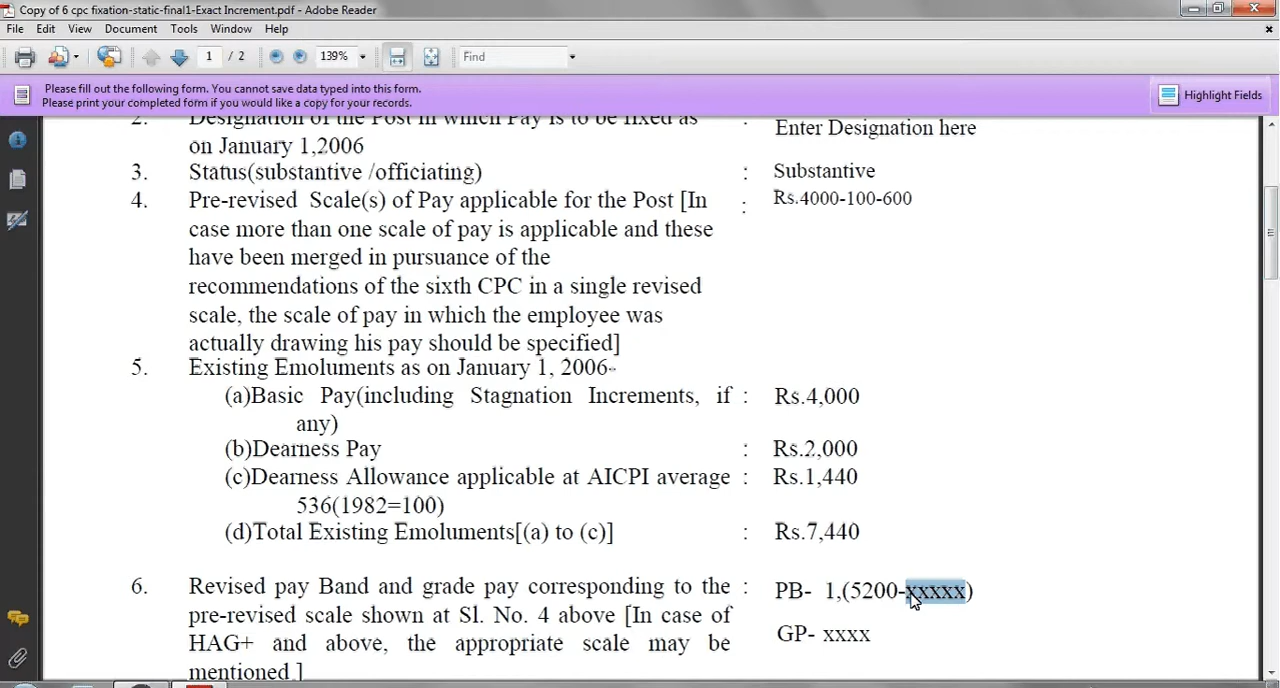 Copy of 6 cpc fixation-static-final1-Exact Increment.pdf - Adobe Reader
File Edit View Document Tools Window Help
1 / 2 139% Find
Please fill out the following form. You cannot save data typed into this form.
Please print your completed form if you would like a copy for your records.
Highlight Fields
2. Designation of the Post in which Pay is to be fixed as : Enter Designation here
on January 1,2006
3. Status(substantive /officiating) : Substantive
4. Pre-revised Scale(s) of Pay applicable for the Post [In : Rs.4000-100-600
case more than one scale of pay is applicable and these
have been merged in pursuance of the
recommendations of the sixth CPC in a single revised
scale, the scale of pay in which the employee was
actually drawing his pay should be specified]
5. Existing Emoluments as on January 1, 2006-
(a)Basic Pay(including Stagnation Increments, if : Rs.4,000
any)
(b)Dearness Pay : Rs.2,000
(c)Dearness Allowance applicable at AICPI average : Rs.1,440
536(1982=100)
(d)Total Existing Emoluments[(a) to (c)] : Rs.7,440
6. Revised pay Band and grade pay corresponding to the : PB- 1,(5200-xxxxx)
pre-revised scale shown at Sl. No. 4 above [In case of
HAG+ and above, the appropriate scale may be GP- xxxx
mentioned ]